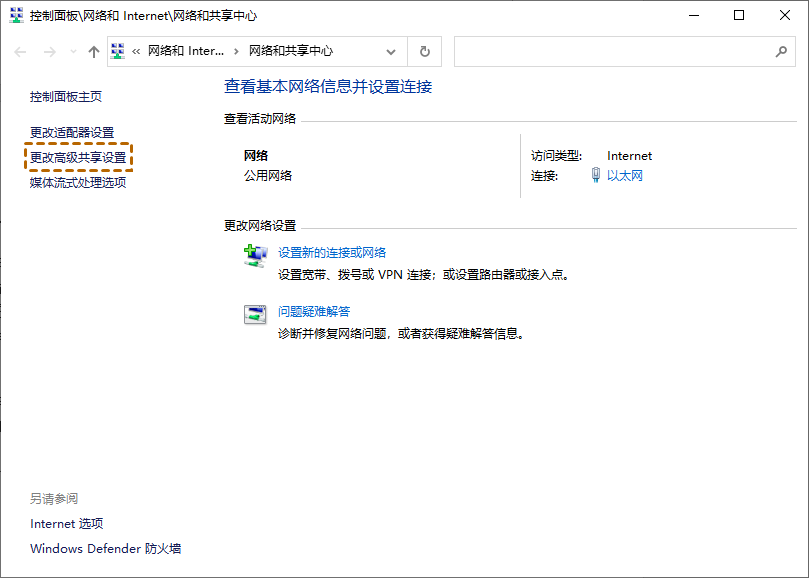 控制面板\网络和 Internet\网络和共享中心
« 网络和 Inter... › 网络和共享中心
控制面板主页
更改适配器设置
更改高级共享设置
媒体流式处理选项
查看基本网络信息并设置连接
查看活动网络
网络
公用网络
访问类型: Internet
连接: 以太网
更改网络设置
设置新的连接或网络
设置宽带、拨号或 VPN 连接；或设置路由器或接入点。
问题疑难解答
诊断并修复网络问题，或者获得疑难解答信息。
另请参阅
Internet 选项
Windows Defender 防火墙